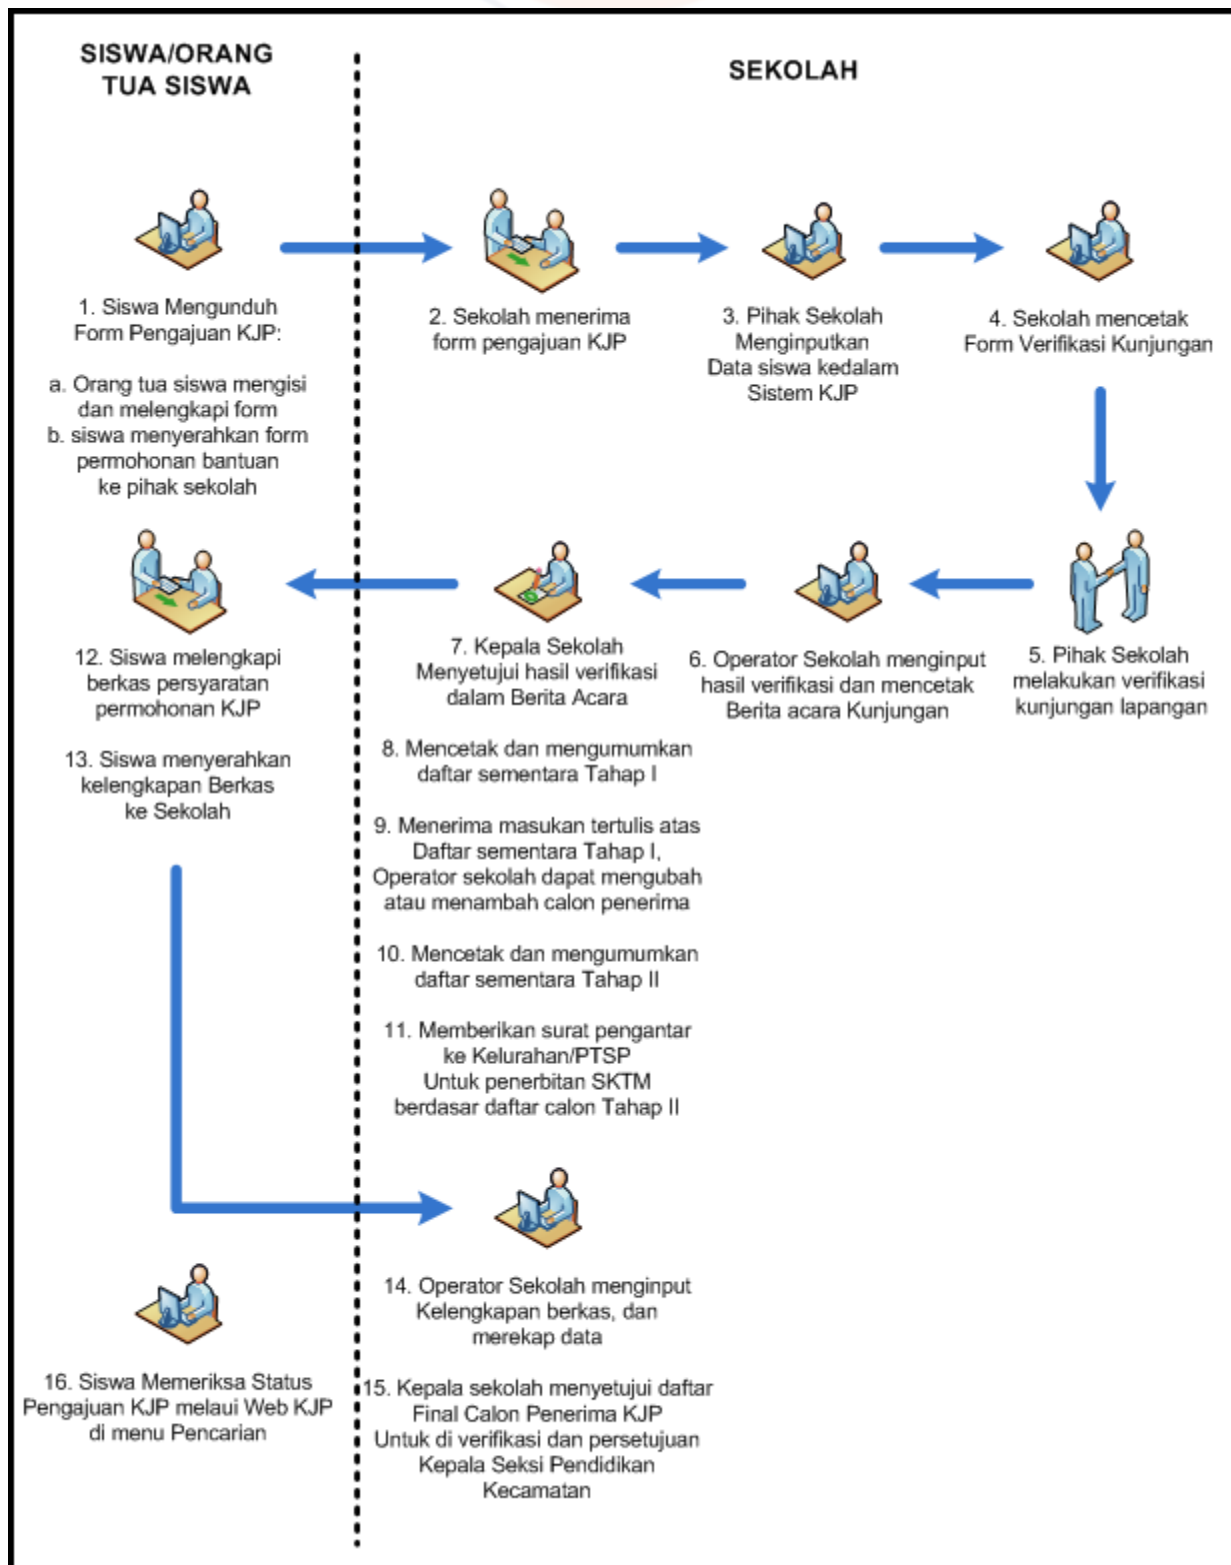 SISWA/ORANG
TUA SISWA
SEKOLAH
1. Siswa Mengunduh
Form Pengajuan KJP:
a. Orang tua siswa mengisi
dan melengkapi form
b. siswa menyerahkan form
permohonan bantuan
ke pihak sekolah
2. Sekolah menerima
form pengajuan KJP
3. Pihak Sekolah
Menginputkan
Data siswa kedalam
Sistem KJP
4. Sekolah mencetak
Form Verifikasi Kunjungan
5. Pihak Sekolah
melakukan verifikasi
kunjungan lapangan
6. Operator Sekolah menginput
hasil verifikasi dan mencetak
Berita acara Kunjungan
7. Kepala Sekolah
Menyetujui hasil verifikasi
dalam Berita Acara
8. Mencetak dan mengumumkan
daftar sementara Tahap I
9. Menerima masukan tertulis atas
Daftar sementara Tahap I,
Operator sekolah dapat mengubah
atau menambah calon penerima
10. Mencetak dan mengumumkan
daftar sementara Tahap II
11. Memberikan surat pengantar
ke Kelurahan/PTSP
Untuk penerbitan SKTM
berdasar daftar calon Tahap II
12. Siswa melengkapi
berkas persyaratan
permohonan KJP
13. Siswa menyerahkan
kelengkapan Berkas
ke Sekolah
14. Operator Sekolah menginput
Kelengkapan berkas, dan
merekap data
15. Kepala sekolah menyetujui daftar
Final Calon Penerima KJP
Untuk di verifikasi dan persetujuan
Kepala Seksi Pendidikan
Kecamatan
16. Siswa Memeriksa Status
Pengajuan KJP melaui Web KJP
di menu Pencarian